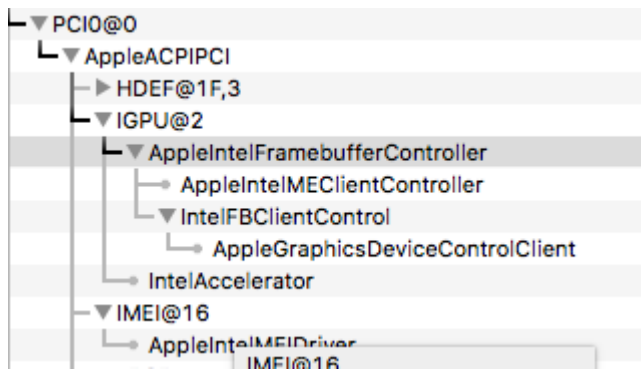 PCI0@0
AppleACPIPCI
HDEF@1F,3
IGPU@2
AppleIntelFramebufferController
AppleIntelMEClientController
IntelFBClientControl
AppleGraphicsDeviceControlClient
IntelAccelerator
IMEI@16
AppleIntelMEIDriver
IMEI@16